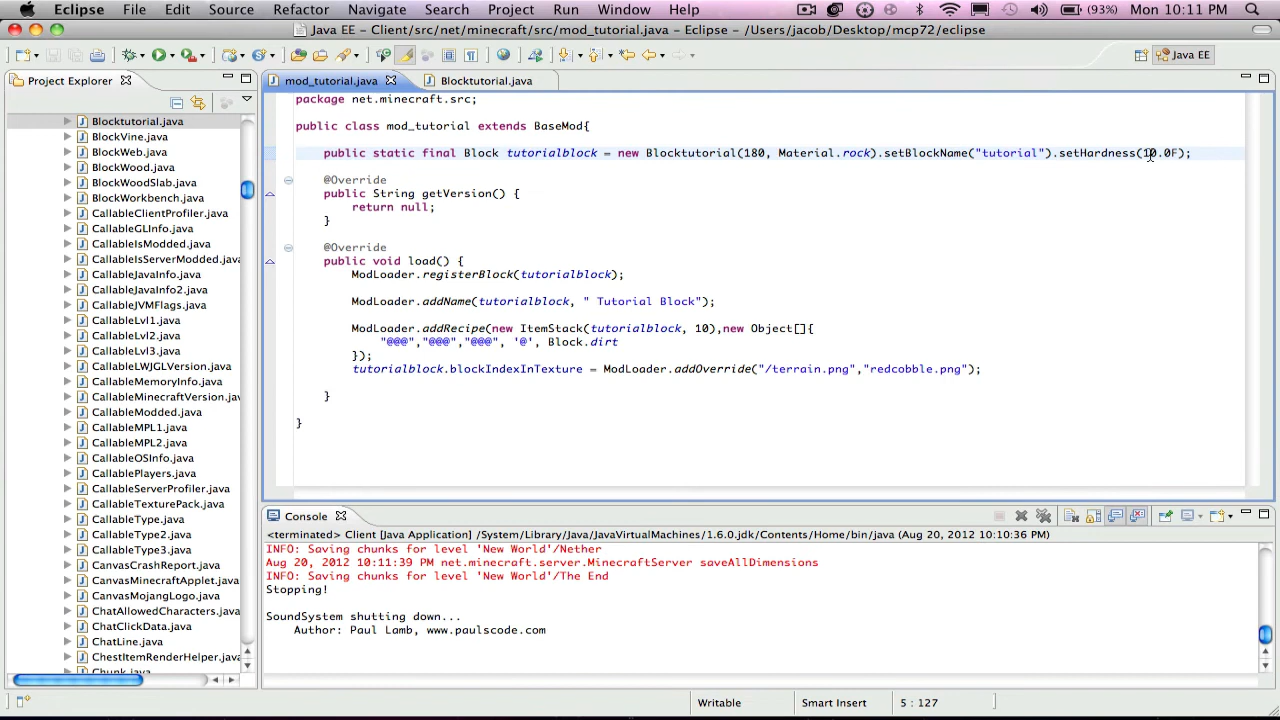 Eclipse File Edit Source Refactor Navigate Search Project Run Window Help (93%) Mon 10:11 PM
Java EE - Client/src/net/minecraft/src/mod_tutorial.java - Eclipse - /Users/jacob/Desktop/mcp72/eclipse
Java EE
Project Explorer
mod_tutorial.java Blocktutorial.java
Blocktutorial.java
BlockVine.java
BlockWeb.java
BlockWood.java
BlockWoodSlab.java
BlockWorkbench.java
CallableClientProfiler.java
CallableGLInfo.java
CallableIsModded.java
CallableIsServerModded.java
CallableJavaInfo.java
CallableJavaInfo2.java
CallableJVMFlags.java
CallableLvl1.java
CallableLvl2.java
CallableLvl3.java
CallableLWJGLVersion.java
CallableMemoryInfo.java
CallableMinecraftVersion.java
CallableModded.java
CallableMPL1.java
CallableMPL2.java
CallableOSInfo.java
CallablePlayers.java
CallableServerProfiler.java
CallableTexturePack.java
CallableType.java
CallableType2.java
CallableType3.java
CanvasCrashReport.java
CanvasMinecraftApplet.java
CanvasMojangLogo.java
ChatAllowedCharacters.java
ChatClickData.java
ChatLine.java
ChestItemRenderHelper.java
Chunk.java
package net.minecraft.src;
public class mod_tutorial extends BaseMod{
public static final Block tutorialblock = new Blocktutorial(180, Material.rock).setBlockName("tutorial").setHardness(10.0F);
@Override
public String getVersion() {
return null;
}
@Override
public void load() {
ModLoader.registerBlock(tutorialblock);
ModLoader.addName(tutorialblock, " Tutorial Block");
ModLoader.addRecipe(new ItemStack(tutorialblock, 10),new Object[]{
"@@@","@@@","@@@", '@', Block.dirt
});
tutorialblock.blockIndexInTexture = ModLoader.addOverride("/terrain.png","redcobble.png");
}
}
Console
<terminated> Client [Java Application] /System/Library/Java/JavaVirtualMachines/1.6.0.jdk/Contents/Home/bin/java (Aug 20, 2012 10:10:36 PM)
INFO: Saving chunks for level 'New World'/Nether
Aug 20, 2012 10:11:39 PM net.minecraft.server.MinecraftServer saveAllDimensions
INFO: Saving chunks for level 'New World'/The End
Stopping!
SoundSystem shutting down...
Author: Paul Lamb, www.paulscode.com
Writable Smart Insert 5 : 127